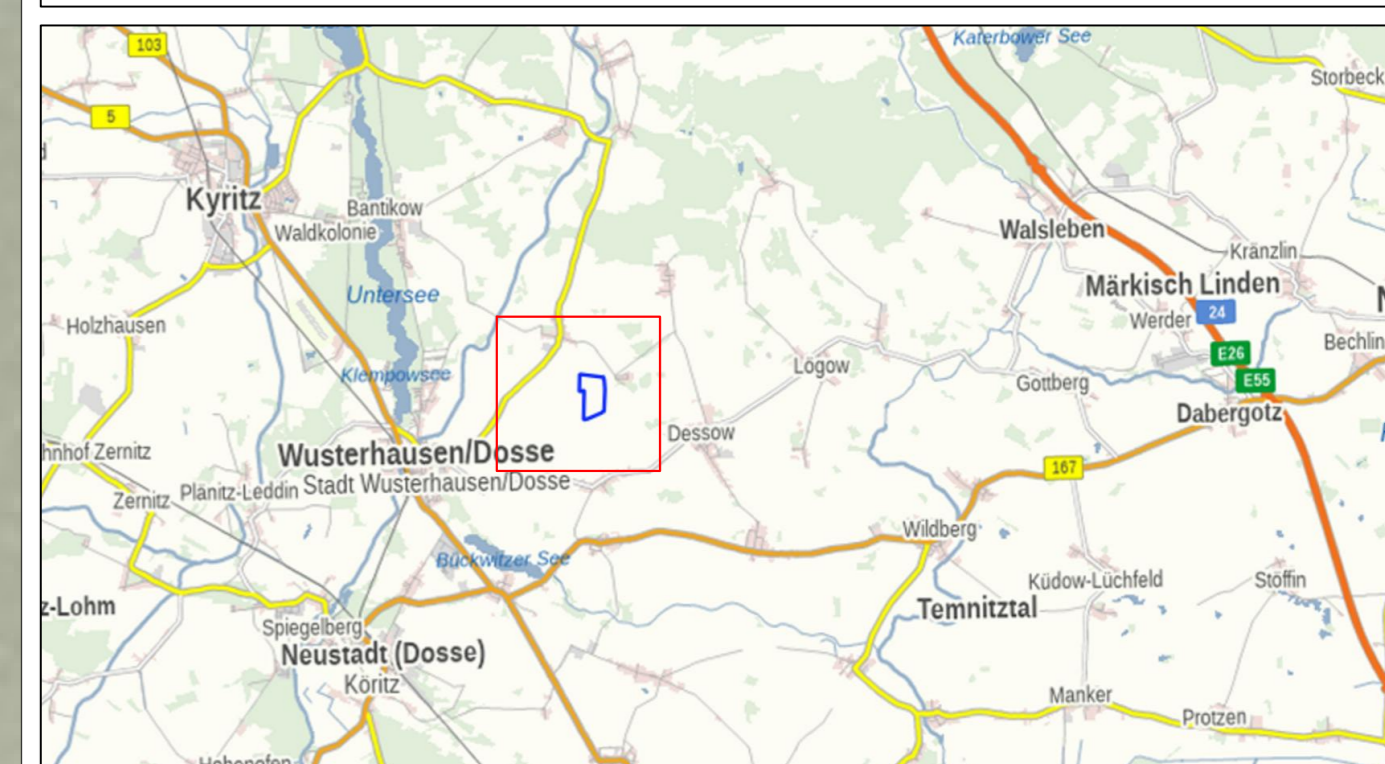 103
Katerbower See
Storbeck
5
Kyritz
Bantikow
Waldkolonie
Walsleben
Kränzlin
Untersee
Märkisch Linden
24
Werder
Holzhausen
E26
Bechlin
Klempowsee
Logow
E55
Gottberg
Dabergotz
Dessow
hnhof Zernitz
Wusterhausen/Dosse
167
Zernitz
Plänitz-Leddin
Stadt Wusterhausen/Dosse
Wildberg
Bückwitzer See
Küdow-Lüchfeld
Stöffin
z-Lohm
Temnitztal
Spiegelberg
Neustadt (Dosse)
Köritz
Manker
Protzen